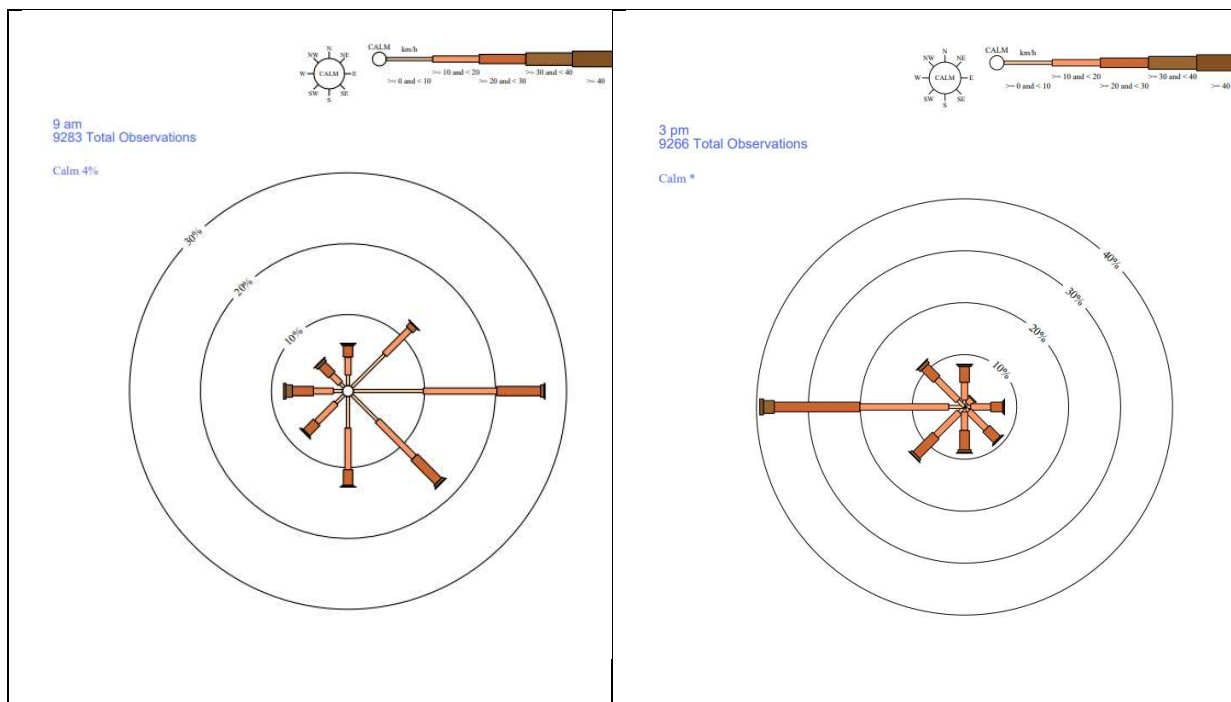 N
NW NE
W CALM E
SW SE
S
CALM km/h
>= 10 and < 20 >= 30 and < 40
>= 0 and < 10 >= 20 and < 30 >= 40
9 am
9283 Total Observations
Calm 4%
30%
20%
10%
N
NW NE
W CALM E
SW SE
S
CALM km/h
>= 10 and < 20 >= 30 and < 40
>= 0 and < 10 >= 20 and < 30 >= 40
3 pm
9266 Total Observations
Calm *
40%
30%
20%
10%